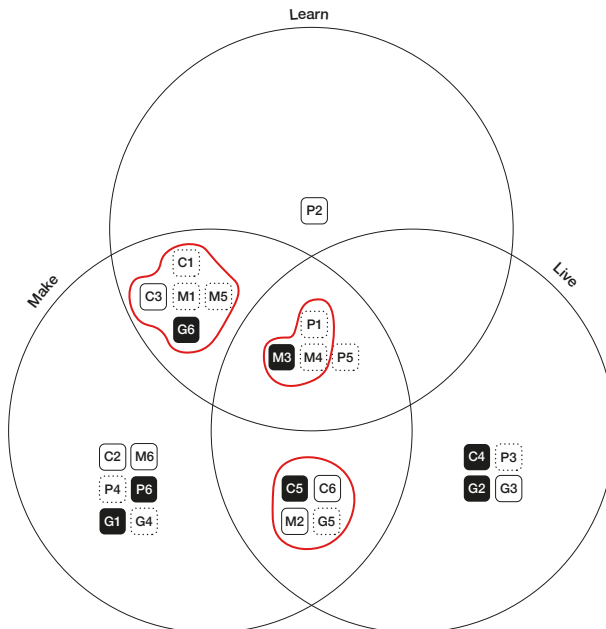 Learn
P2
Make
Live
C1
C3 M1 M5
G6
P1
M3 M4 P5
C2 M6
P4 P6
G1 G4
C5 C6
M2 G5
C4 P3
G2 G3